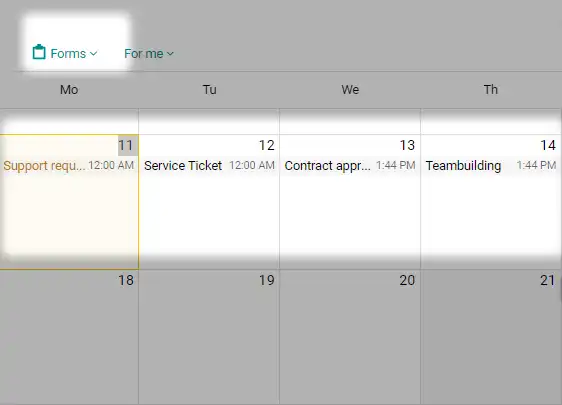 Forms For me
Mo Tu We Th
11 12 13 14
Support requ... 12:00 AM Service Ticket 12:00 AM Contract appr... 1:44 PM Teambuilding 1:44 PM
18 19 20 21